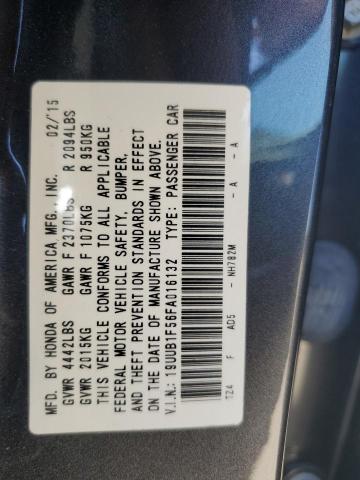 MFD. BY HONDA OF AMERICA MFG., INC. 02/15
GVWR 4442LBS GAWR F 2370LBS R 2094LBS
GVWR 2015KG GAWR F 1075KG R 950KG
THIS VEHICLE CONFORMS TO ALL APPLICABLE
FEDERAL MOTOR VEHICLE SAFETY, BUMPER,
AND THEFT PREVENTION STANDARDS IN EFFECT
ON THE DATE OF MANUFACTURE SHOWN ABOVE.
V.I.N.: 19UUB1F56FA016132 TYPE: PASSENGER CAR
TZ4 F AD5 - NH782M - A - A